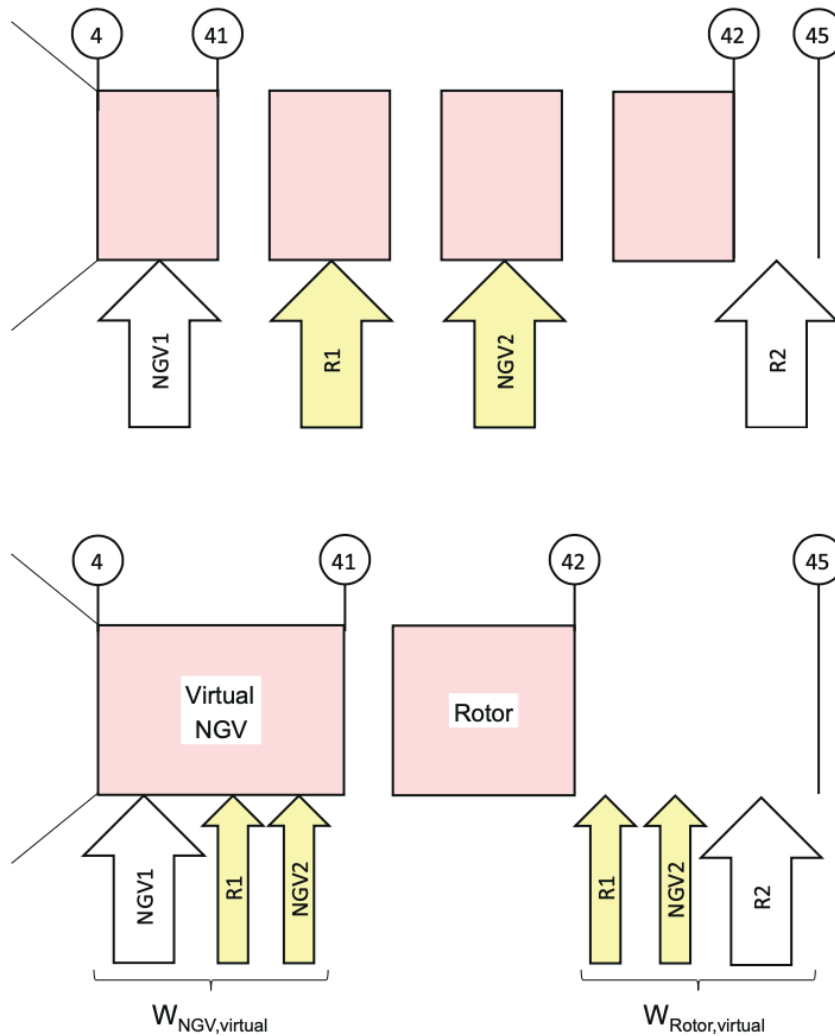 4
41
42
45
NGV1
R1
NGV2
R2
4
41
42
45
Virtual
NGV
Rotor
NGV1
R1
NGV2
R1
NGV2
R2
WNGV,virtual
WRotor,virtual